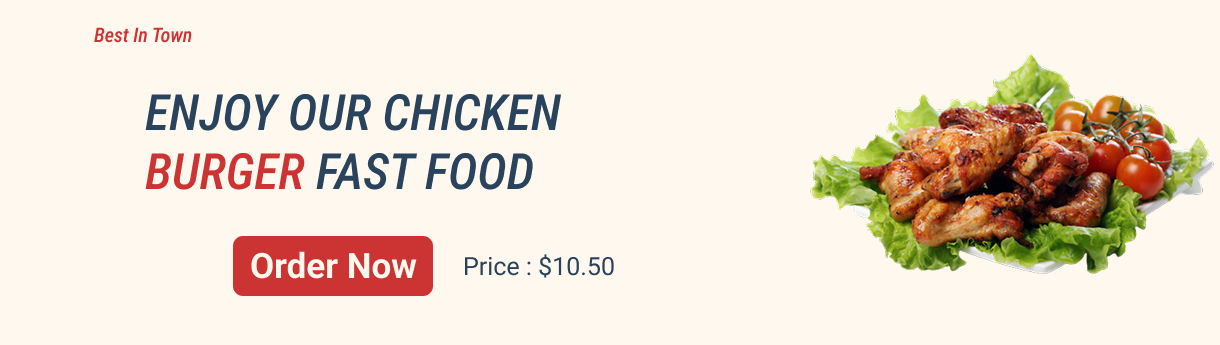 Best In Town
ENJOY OUR CHICKEN
BURGER FAST FOOD
Order Now
Price : $10.50